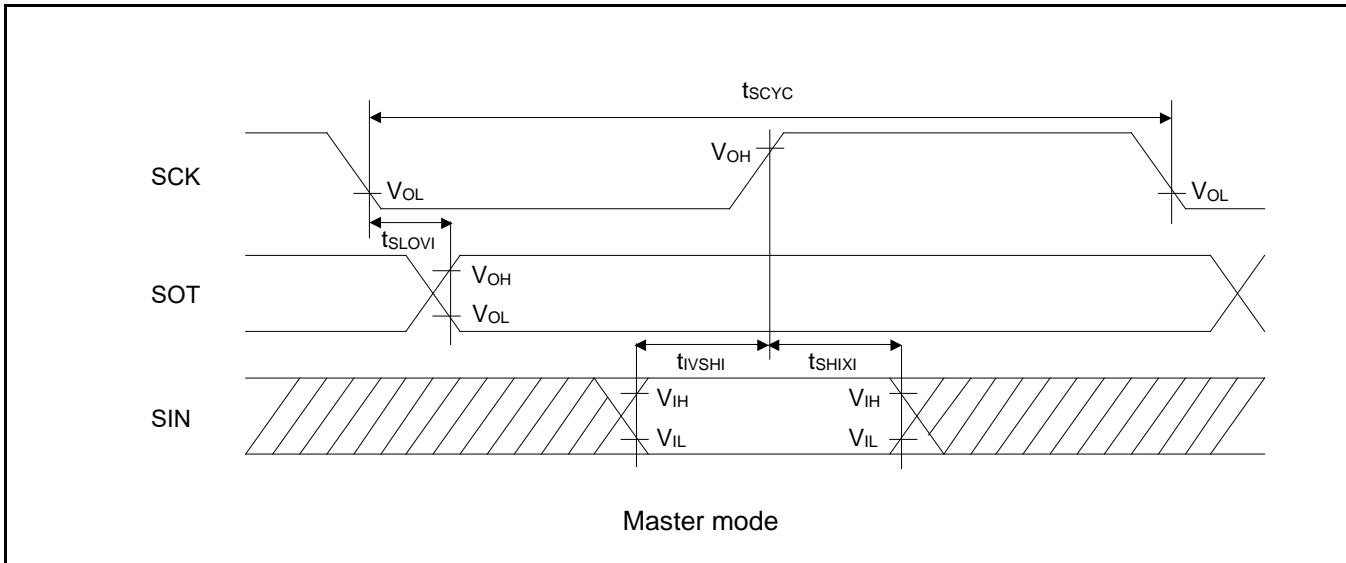 tSCYC
SCK
VOH
VOL
VOL
tSLOVI
SOT
VOH
VOL
tIVSHI
tSHIXI
SIN
VIH
VIH
VIL
VIL
Master mode